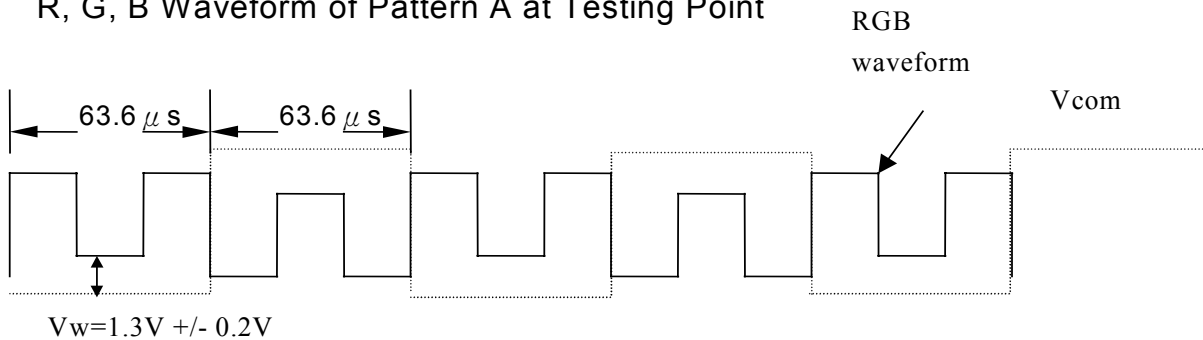 R, G, B Waveform of Pattern A at Testing Point
RGB
waveform
Vcom
63.6 μ s
63.6 μ s
Vw=1.3V +/- 0.2V